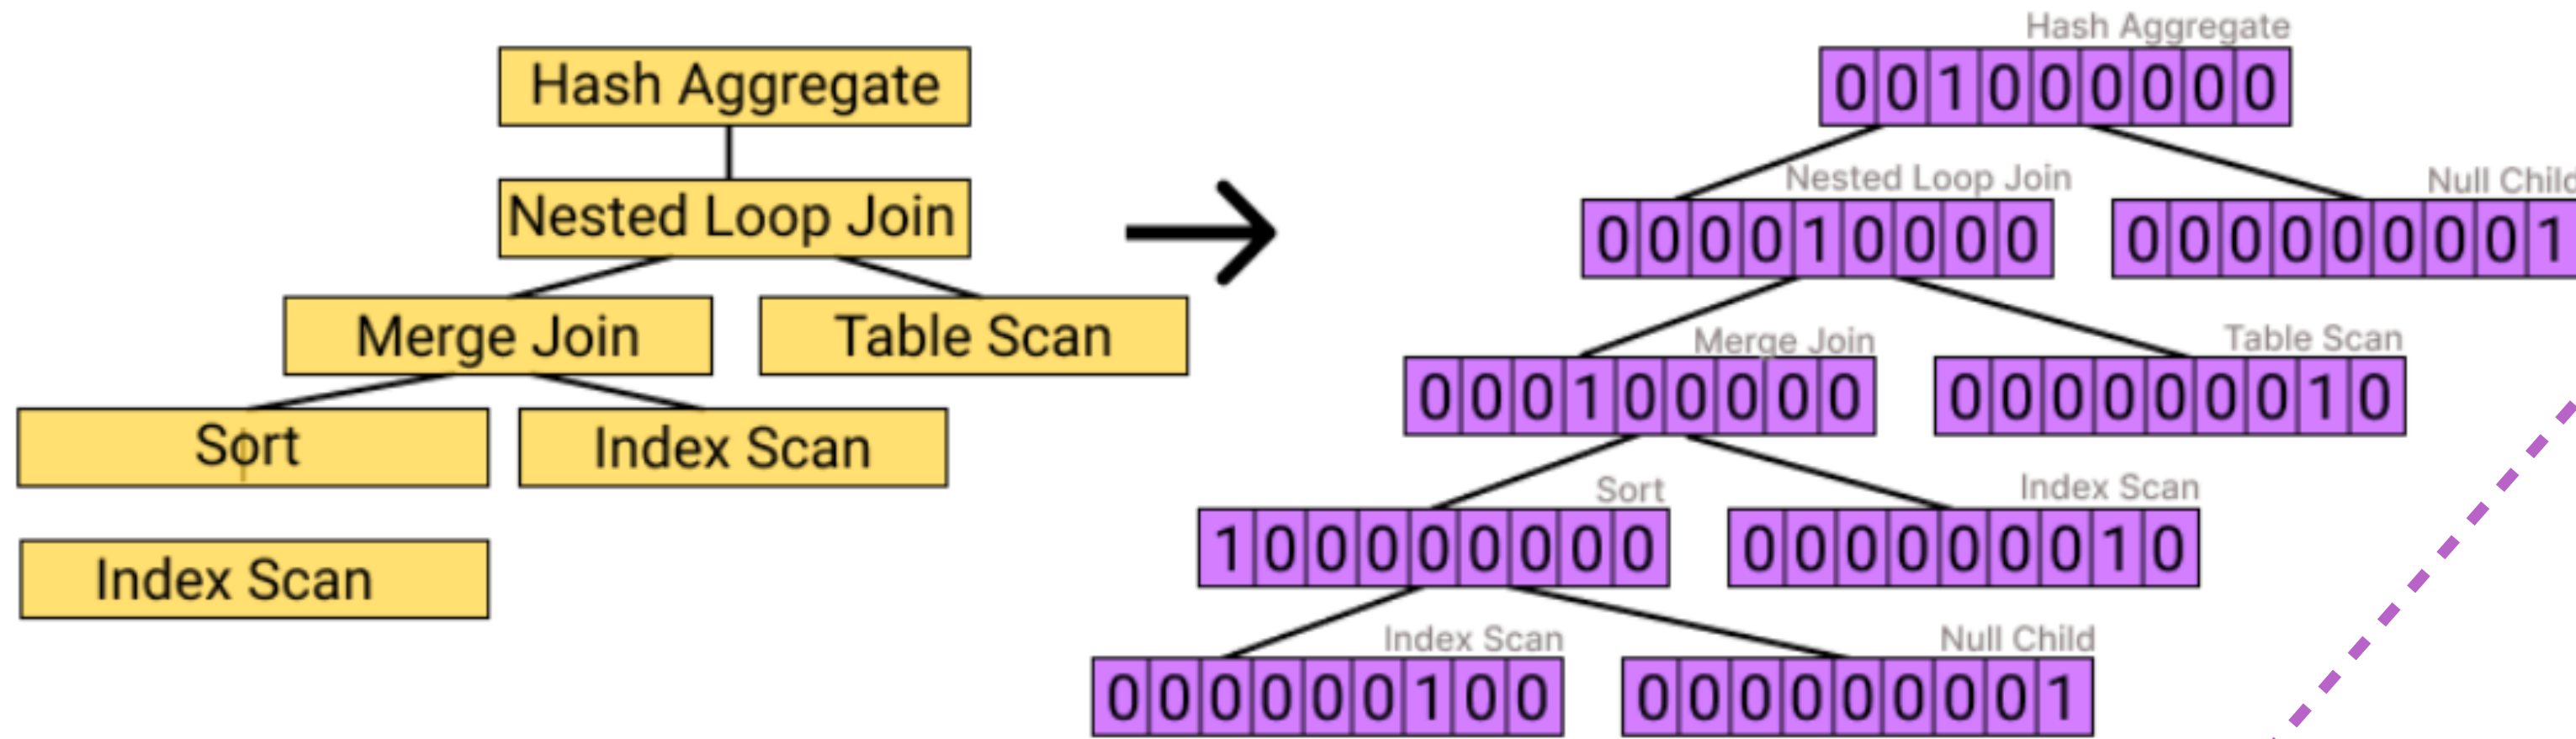 Hash Aggregate
Nested Loop Join
Merge Join
Table Scan
Sort
Index Scan
Index Scan
Hash Aggregate
0 0 1 0 0 0 0 0 0
Nested Loop Join
0 0 0 0 1 0 0 0 0
Null Child
0 0 0 0 0 0 0 0 1
Merge Join
0 0 0 1 0 0 0 0 0
Table Scan
0 0 0 0 0 0 0 1 0
Sort
1 0 0 0 0 0 0 0 0
Index Scan
0 0 0 0 0 0 0 1 0
Index Scan
0 0 0 0 0 0 1 0 0
Null Child
0 0 0 0 0 0 0 0 1